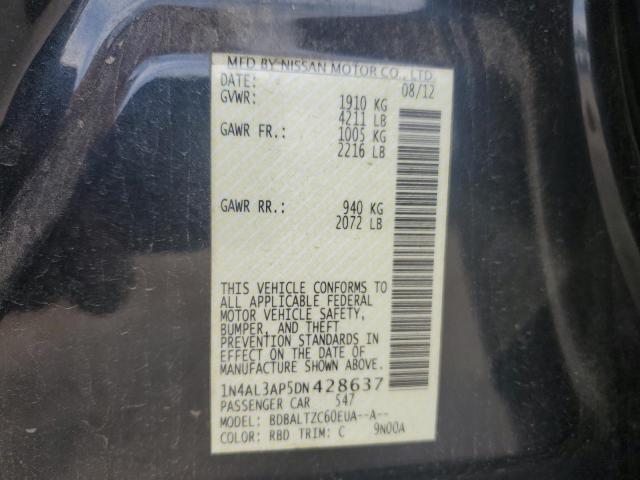 MFD BY NISSAN MOTOR CO., LTD.
DATE: 08/12
GVWR: 1910 KG
4211 LB
GAWR FR.: 1005 KG
2216 LB
GAWR RR.: 940 KG
2072 LB
THIS VEHICLE CONFORMS TO
ALL APPLICABLE FEDERAL
MOTOR VEHICLE SAFETY,
BUMPER, AND THEFT
PREVENTION STANDARDS IN
EFFECT ON THE DATE OF
MANUFACTURE SHOWN ABOVE.
1N4AL3AP5DN428637
PASSENGER CAR 547
MODEL: BDBALTZC60EUA--A--
COLOR: RBD TRIM: C 9N00A